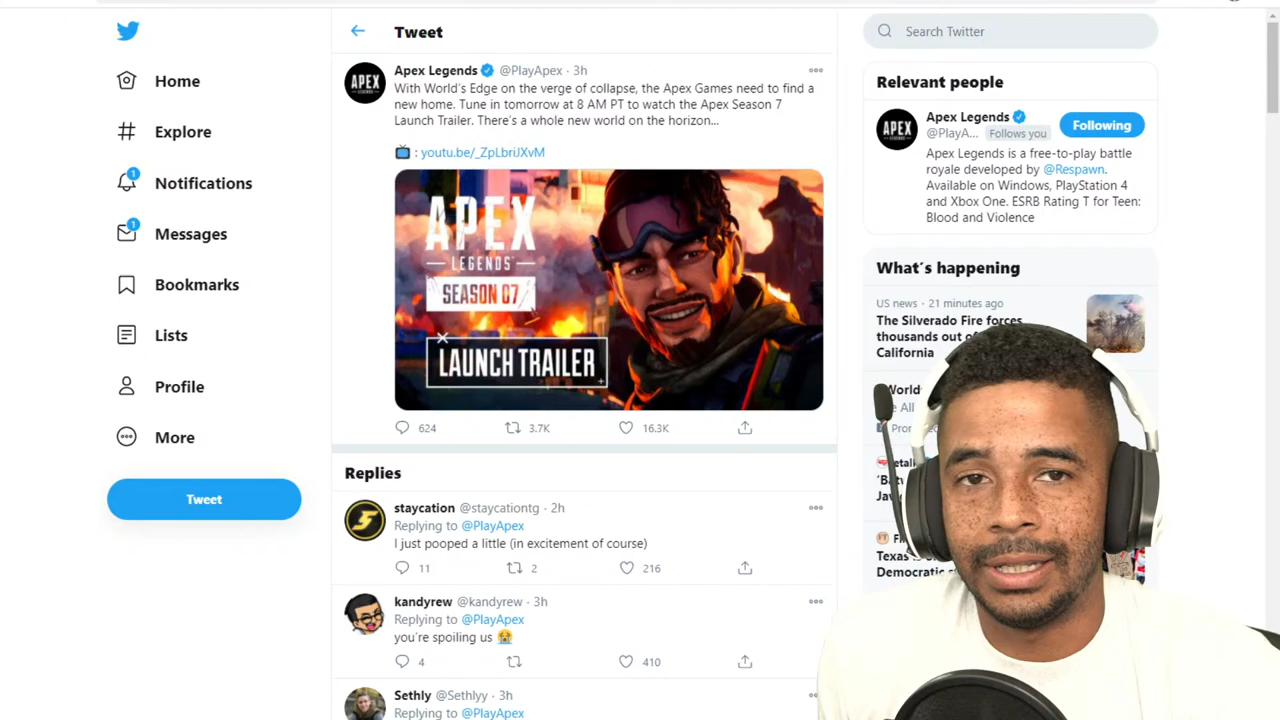 Home
Explore
1
Notifications
1
Messages
Bookmarks
Lists
Profile
More
Tweet
Tweet
APEX
Apex Legends @PlayApex · 3h
With World's Edge on the verge of collapse, the Apex Games need to find a
new home. Tune in tomorrow at 8 AM PT to watch the Apex Season 7
Launch Trailer. There's a whole new world on the horizon...
: youtu.be/_ZpLbriJXvM
APEX
LEGENDS
SEASON 07
LAUNCH TRAILER
624 3.7K 16.3K
Replies
staycation @staycationtg · 2h
Replying to @PlayApex
I just pooped a little (in excitement of course)
11 2 216
kandyrew @kandyrew · 3h
Replying to @PlayApex
you're spoiling us 😭
4 410
Sethly @Sethlyy · 3h
Replying to @PlayApex
Search Twitter
Relevant people
APEX
Apex Legends
@PlayA... Follows you
Following
Apex Legends is a free-to-play battle
royale developed by @Respawn.
Available on Windows, PlayStation 4
and Xbox One. ESRB Rating T for Teen:
Blood and Violence
What's happening
US news · 21 minutes ago
The Silverado Fire forces
thousands out of
California
Texas is
Democratic